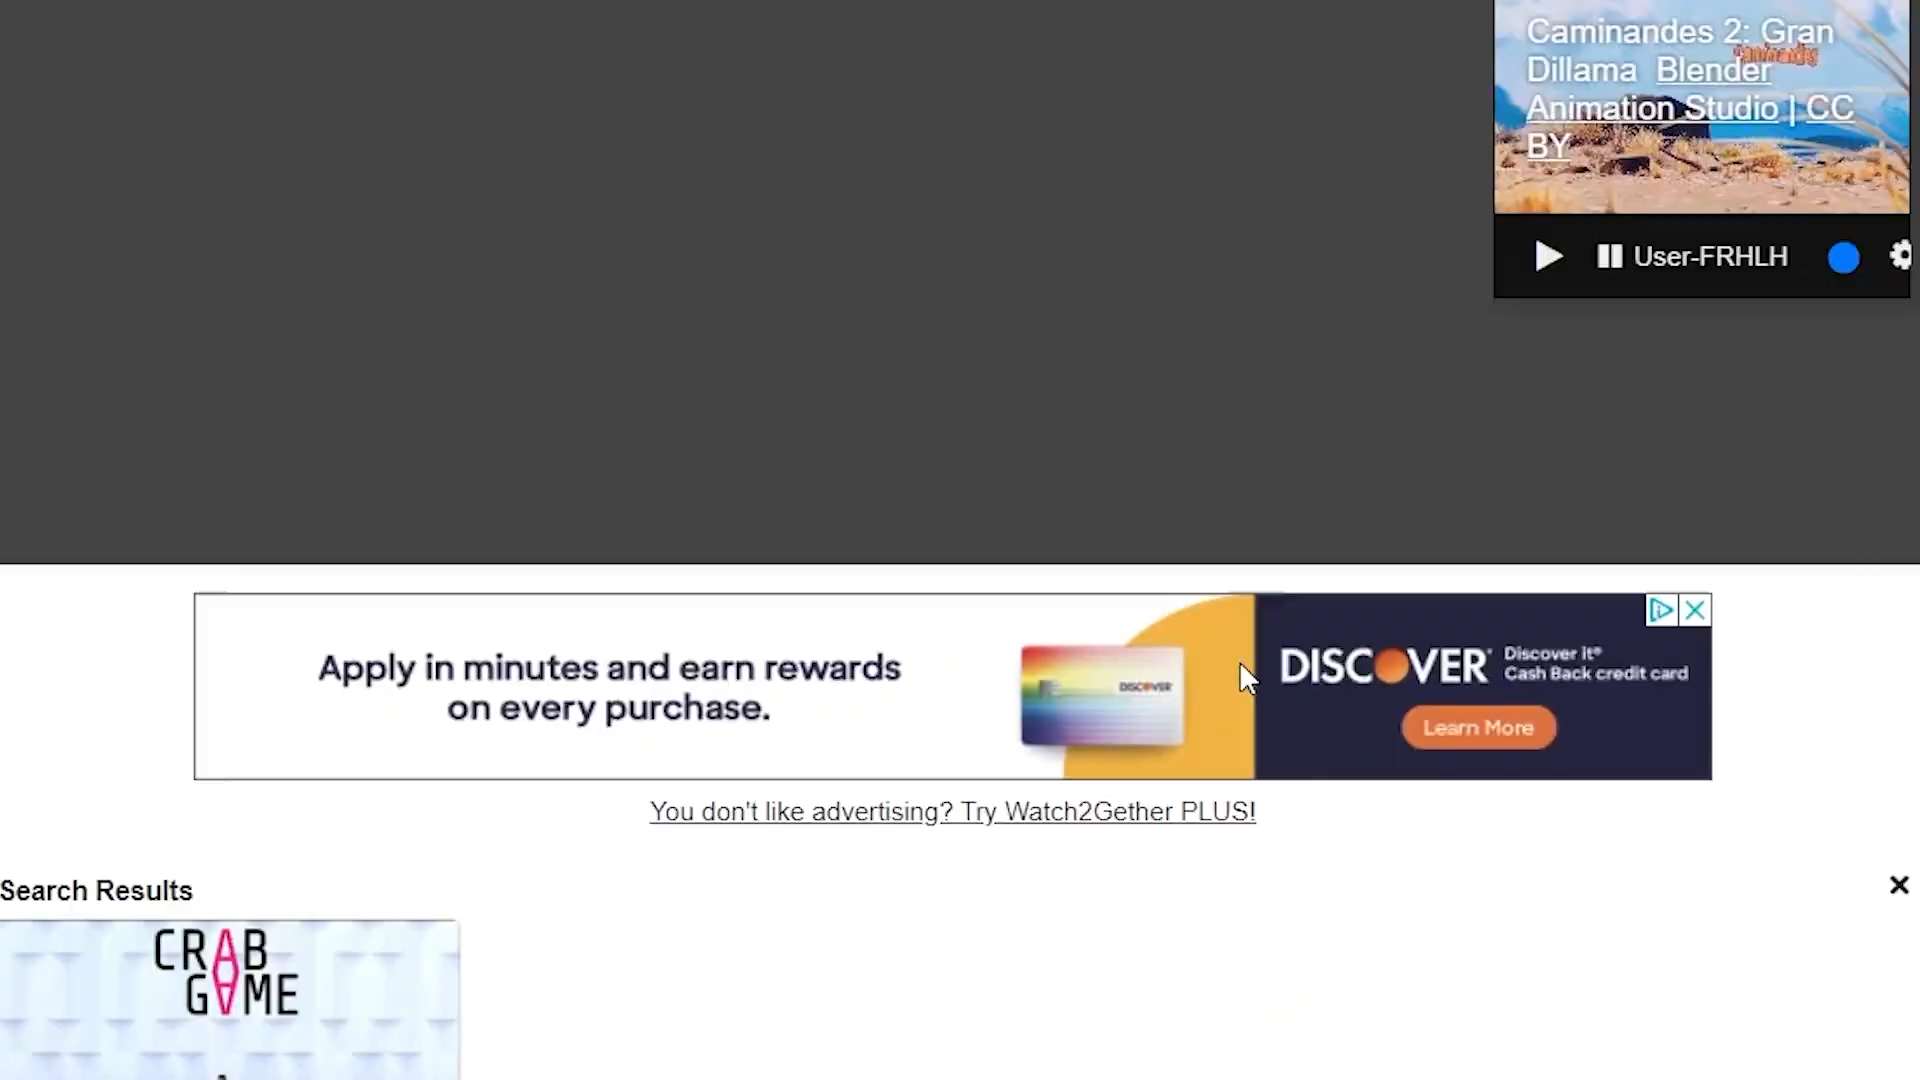 Caminandes 2: Gran
Dillama Blender
Animation Studio | CC
BY
Caminandes
User-FRHLH
Apply in minutes and earn rewards
on every purchase.
DISCOVER
DISCOVER
Discover it®
Cash Back credit card
Learn More
You don't like advertising? Try Watch2Gether PLUS!
Search Results
CRAB
GAME